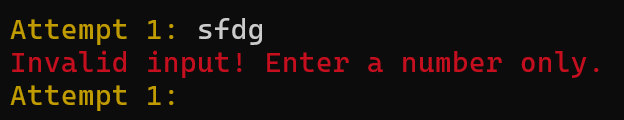 Attempt 1: sfdg
Invalid input! Enter a number only.
Attempt 1: